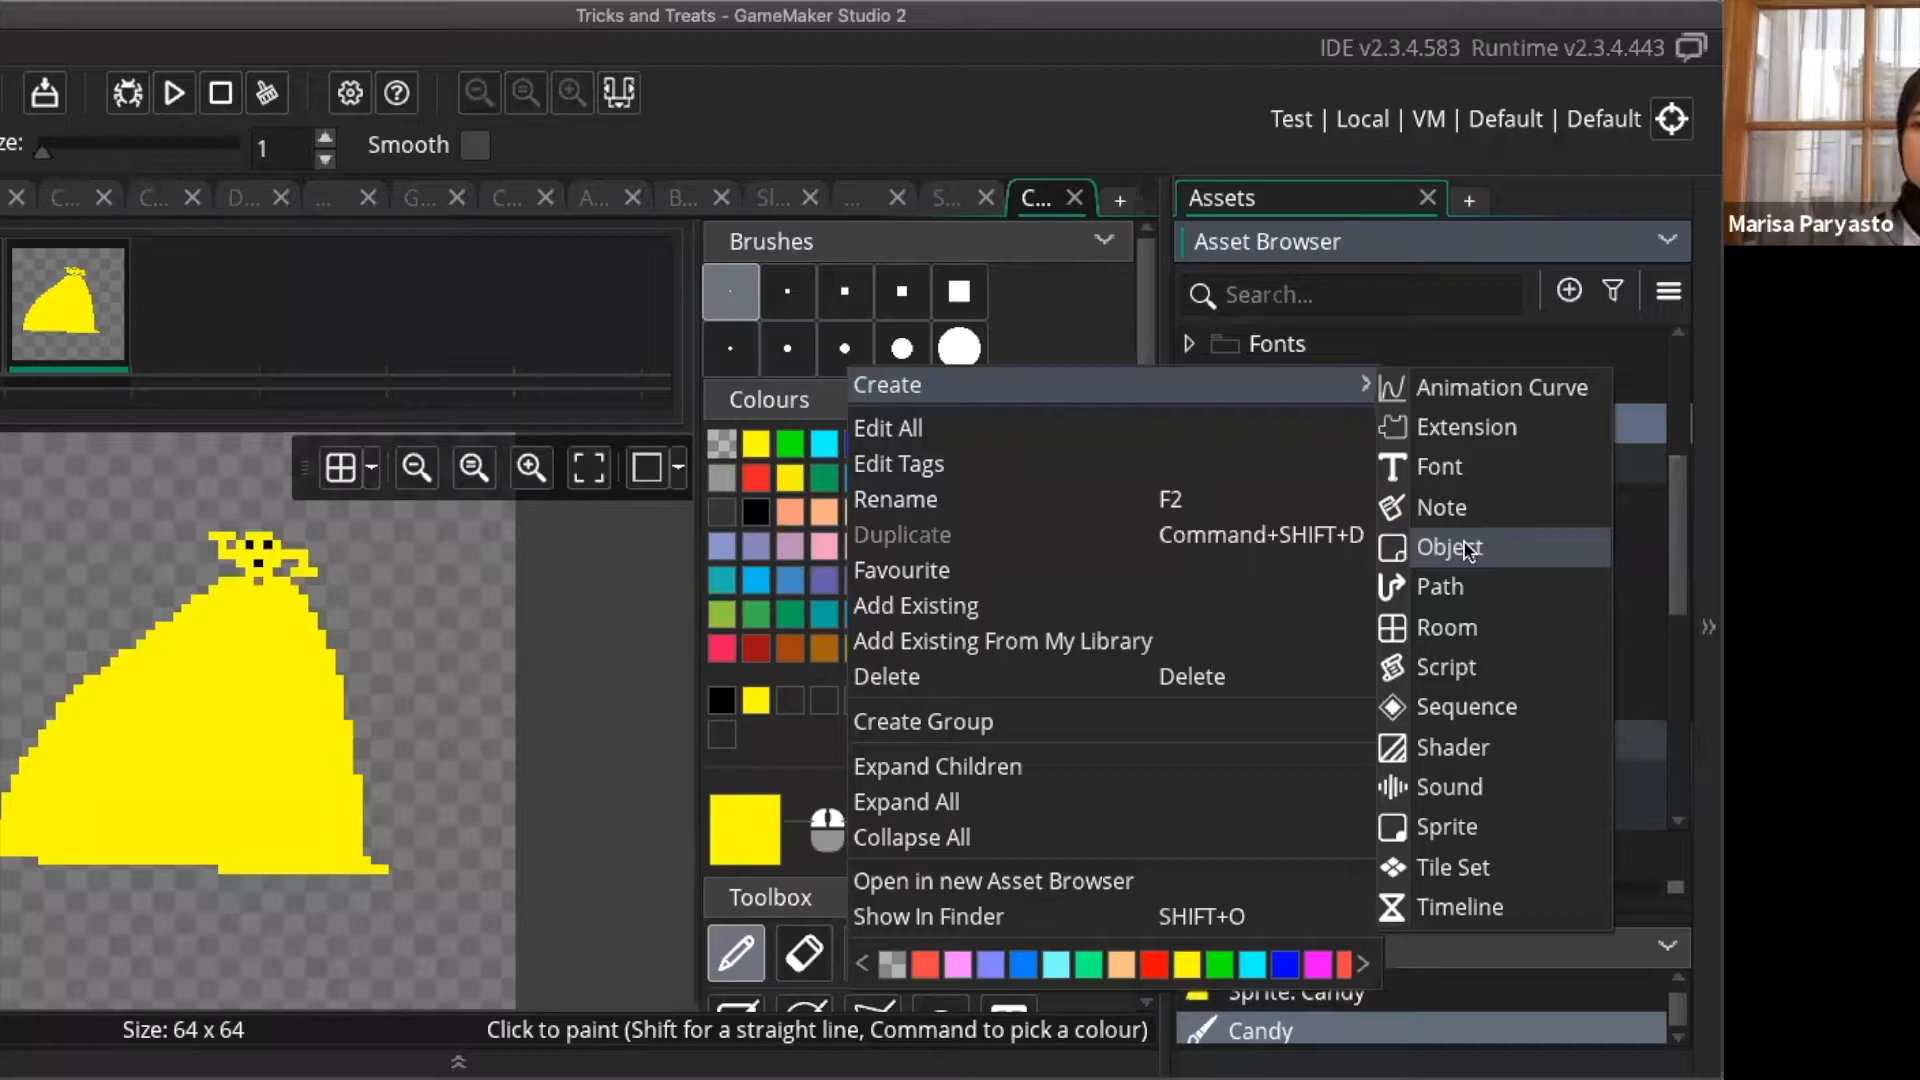 Tricks and Treats - GameMaker Studio 2
IDE v2.3.4.583 Runtime v2.3.4.443
Test | Local | VM | Default | Default
ze:
1
Smooth
C...
C...
D...
...
G...
C...
A...
B...
Sl...
...
S...
C...
+
Assets
+
Marisa Paryasto
Brushes
Asset Browser
Search...
Fonts
Colours
Create
Edit All
Edit Tags
Rename F2
Duplicate Command+SHIFT+D
Favourite
Add Existing
Add Existing From My Library
Delete Delete
Create Group
Expand Children
Expand All
Collapse All
Open in new Asset Browser
Show In Finder SHIFT+O
Animation Curve
Extension
Font
Note
Object
Path
Room
Script
Sequence
Shader
Sound
Sprite
Tile Set
Timeline
Toolbox
Sprite: Candy
Candy
Size: 64 x 64
Click to paint (Shift for a straight line, Command to pick a colour)